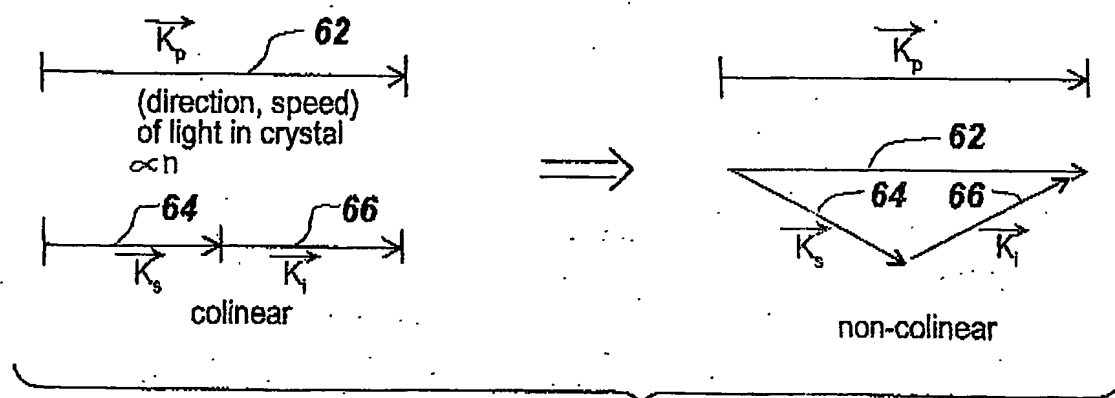 K_p 62
(direction, speed)
of light in crystal
∝n
64 66
K_s K_i
colinear
K_p
62
64 66
K_s K_i
non-colinear